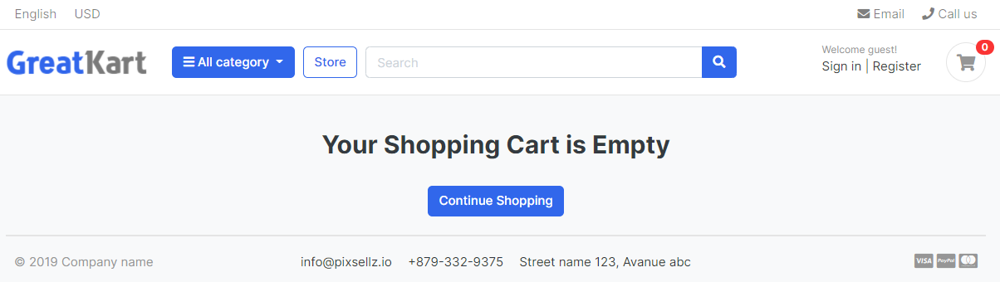 English USD Email Call us
GreatKart All category Store Search Welcome guest! 0
Sign in | Register
Your Shopping Cart is Empty
Continue Shopping
© 2019 Company name info@pixsellz.io +879-332-9375 Street name 123, Avanue abc VISA PayPal